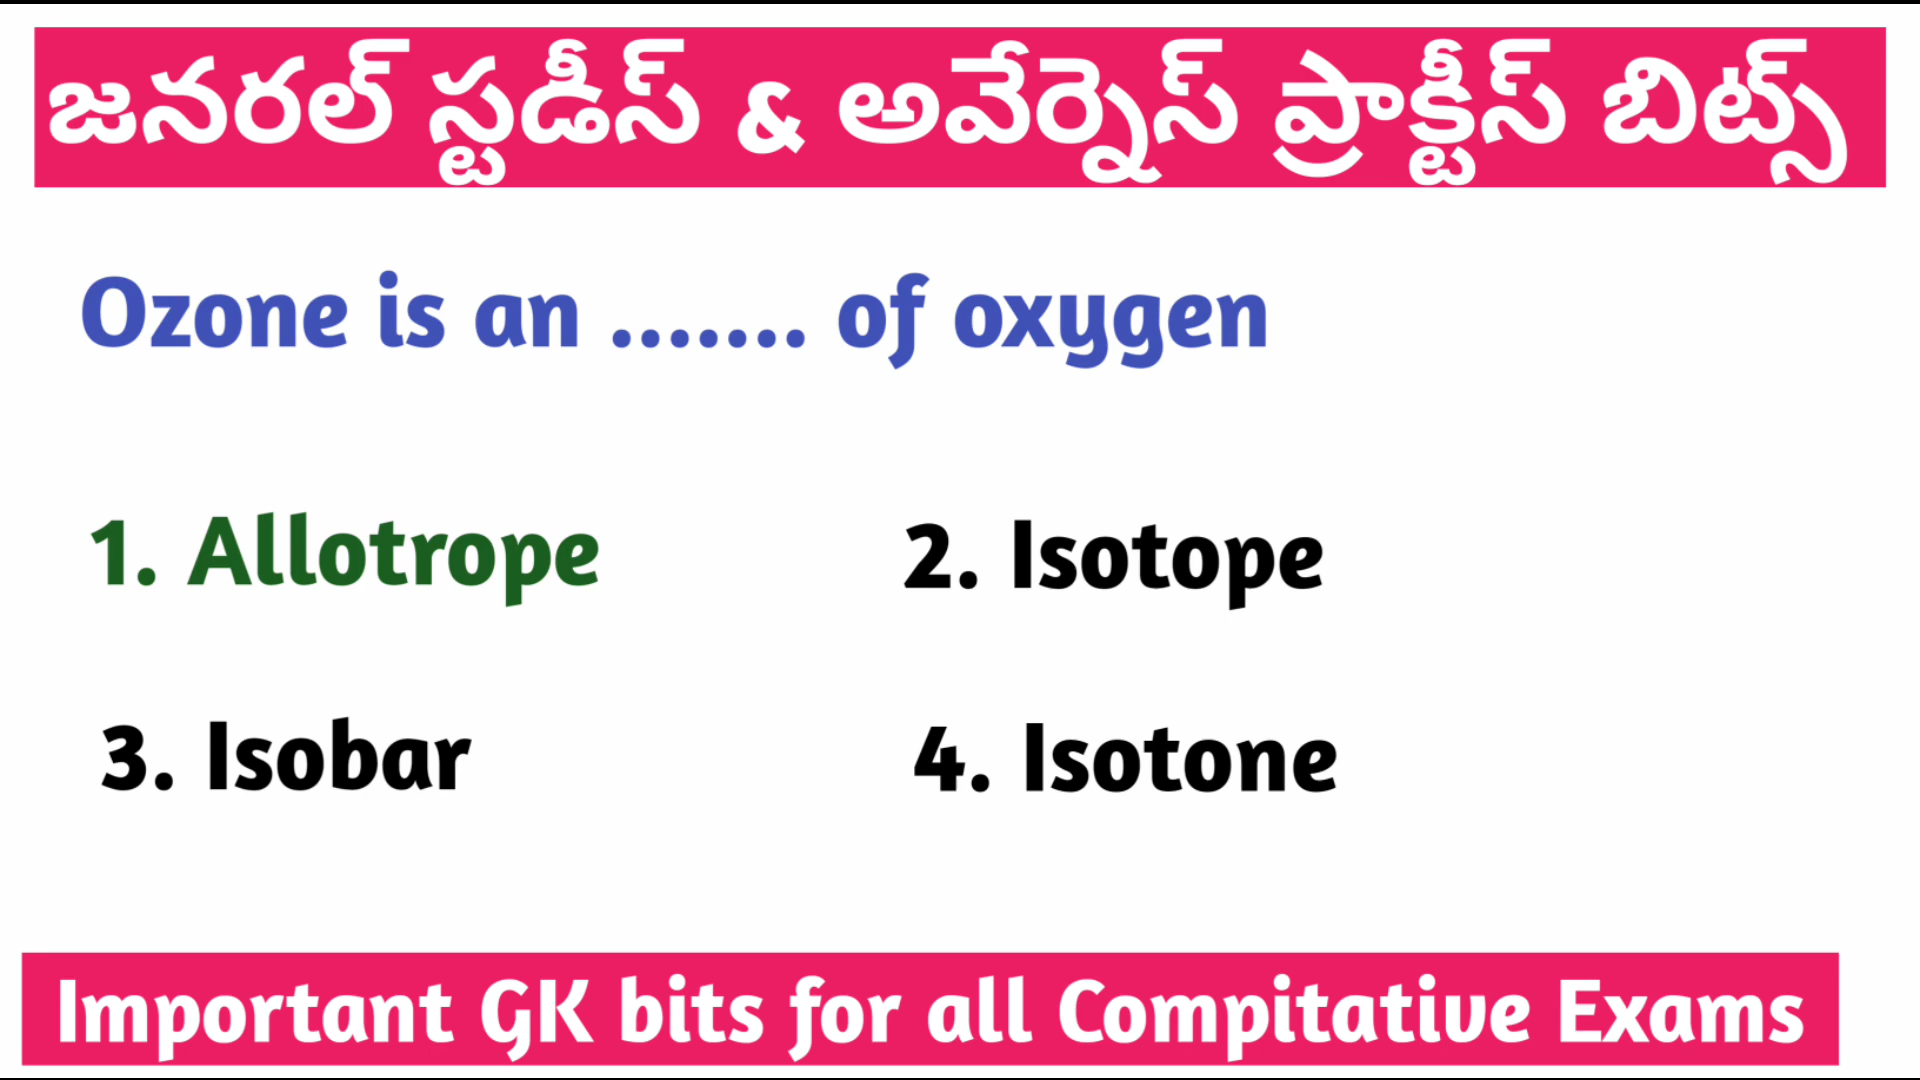 జనరల్ స్టడీస్ & అవేర్నెస్ ప్రాక్టీస్ బిట్స్
Ozone is an ....... of oxygen
1. Allotrope 2. Isotope
3. Isobar 4. Isotone
Important GK bits for all Compitative Exams